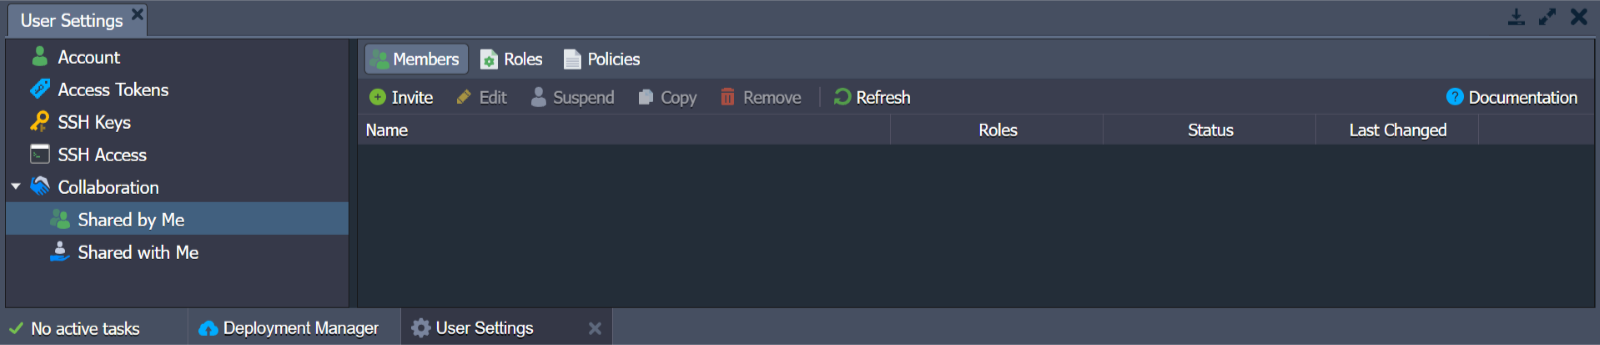 User Settings
Account
Access Tokens
SSH Keys
SSH Access
Collaboration
Shared by Me
Shared with Me
Members Roles Policies
Invite Edit Suspend Copy Remove Refresh Documentation
Name Roles Status Last Changed
No active tasks Deployment Manager User Settings